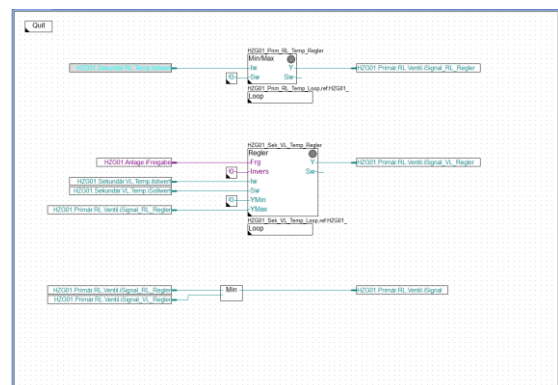 Quit
HZG01_Prim_RL_Temp_Regler
Min/Max
HZG01.Sekundär.RL.Temp.iIstwert
Iw
Y
HZG01.Primär.RL.Ventil.iSignal_RL_Regler
Sw
Sw
HZG01_Prim_RL_Temp_Loop,ref:HZG01_
Loop
HZG01_Sek_VL_Temp_Regler
Regler
HZG01.Anlage.iFreigabe
Frg
Y
HZG01.Primär.RL.Ventil.iSignal_VL_Regler
Invers
Sw
HZG01.Sekundär.VL.Temp.iIstwert
Iw
HZG01.Sekundär.VL.Temp.iSollwert
Sw
YMin
HZG01.Primär.RL.Ventil.iSignal_RL_Regler
YMax
HZG01_Sek_VL_Temp_Loop,ref:HZG01_
Loop
HZG01.Primär.RL.Ventil.iSignal_RL_Regler
Min
HZG01.Primär.RL.Ventil.iSignal
HZG01.Primär.RL.Ventil.iSignal_VL_Regler